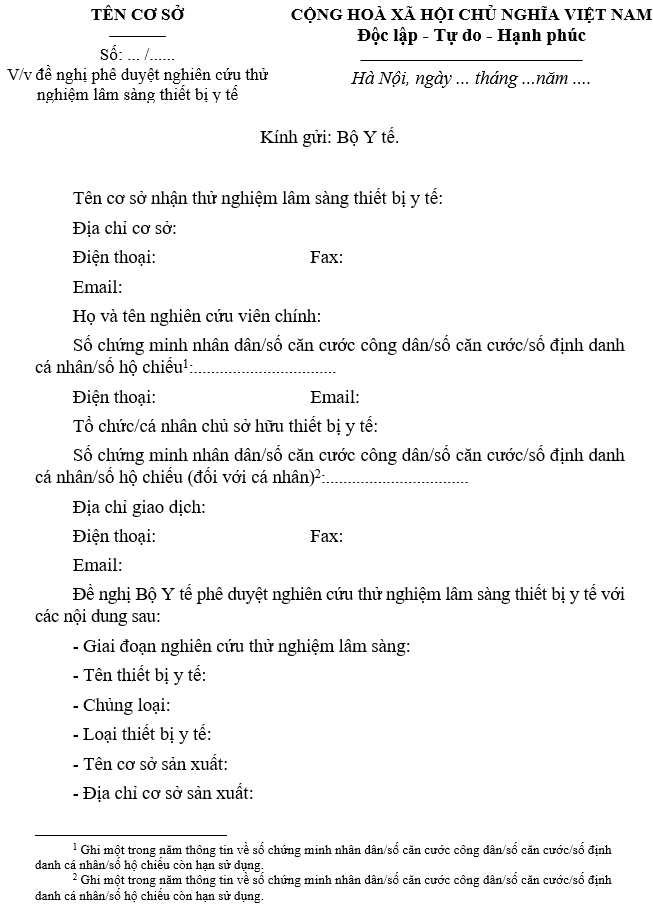 TÊN CƠ SỞ
CỘNG HOÀ XÃ HỘI CHỦ NGHĨA VIỆT NAM
Độc lập - Tự do - Hạnh phúc
Số: ... /......
V/v đề nghị phê duyệt nghiên cứu thử
nghiệm lâm sàng thiết bị y tế
Hà Nội, ngày ... tháng ...năm ....
Kính gửi: Bộ Y tế.
Tên cơ sở nhận thử nghiệm lâm sàng thiết bị y tế:
Địa chỉ cơ sở:
Điện thoại: Fax:
Email:
Họ và tên nghiên cứu viên chính:
Số chứng minh nhân dân/số căn cước công dân/số căn cước/số định danh
cá nhân/số hộ chiếu¹:.................................
Điện thoại: Email:
Tổ chức/cá nhân chủ sở hữu thiết bị y tế:
Số chứng minh nhân dân/số căn cước công dân/số căn cước/số định danh
cá nhân/số hộ chiếu (đối với cá nhân)²:.................................
Địa chỉ giao dịch:
Điện thoại: Fax:
Email:
Đề nghị Bộ Y tế phê duyệt nghiên cứu thử nghiệm lâm sàng thiết bị y tế với
các nội dung sau:
- Giai đoạn nghiên cứu thử nghiệm lâm sàng:
- Tên thiết bị y tế:
- Chủng loại:
- Loại thiết bị y tế:
- Tên cơ sở sản xuất:
- Địa chỉ cơ sở sản xuất:
¹ Ghi một trong năm thông tin về số chứng minh nhân dân/số căn cước công dân/số căn cước/số định
danh cá nhân/số hộ chiếu còn hạn sử dụng.
² Ghi một trong năm thông tin về số chứng minh nhân dân/số căn cước công dân/số căn cước/số định
danh cá nhân/số hộ chiếu còn hạn sử dụng.